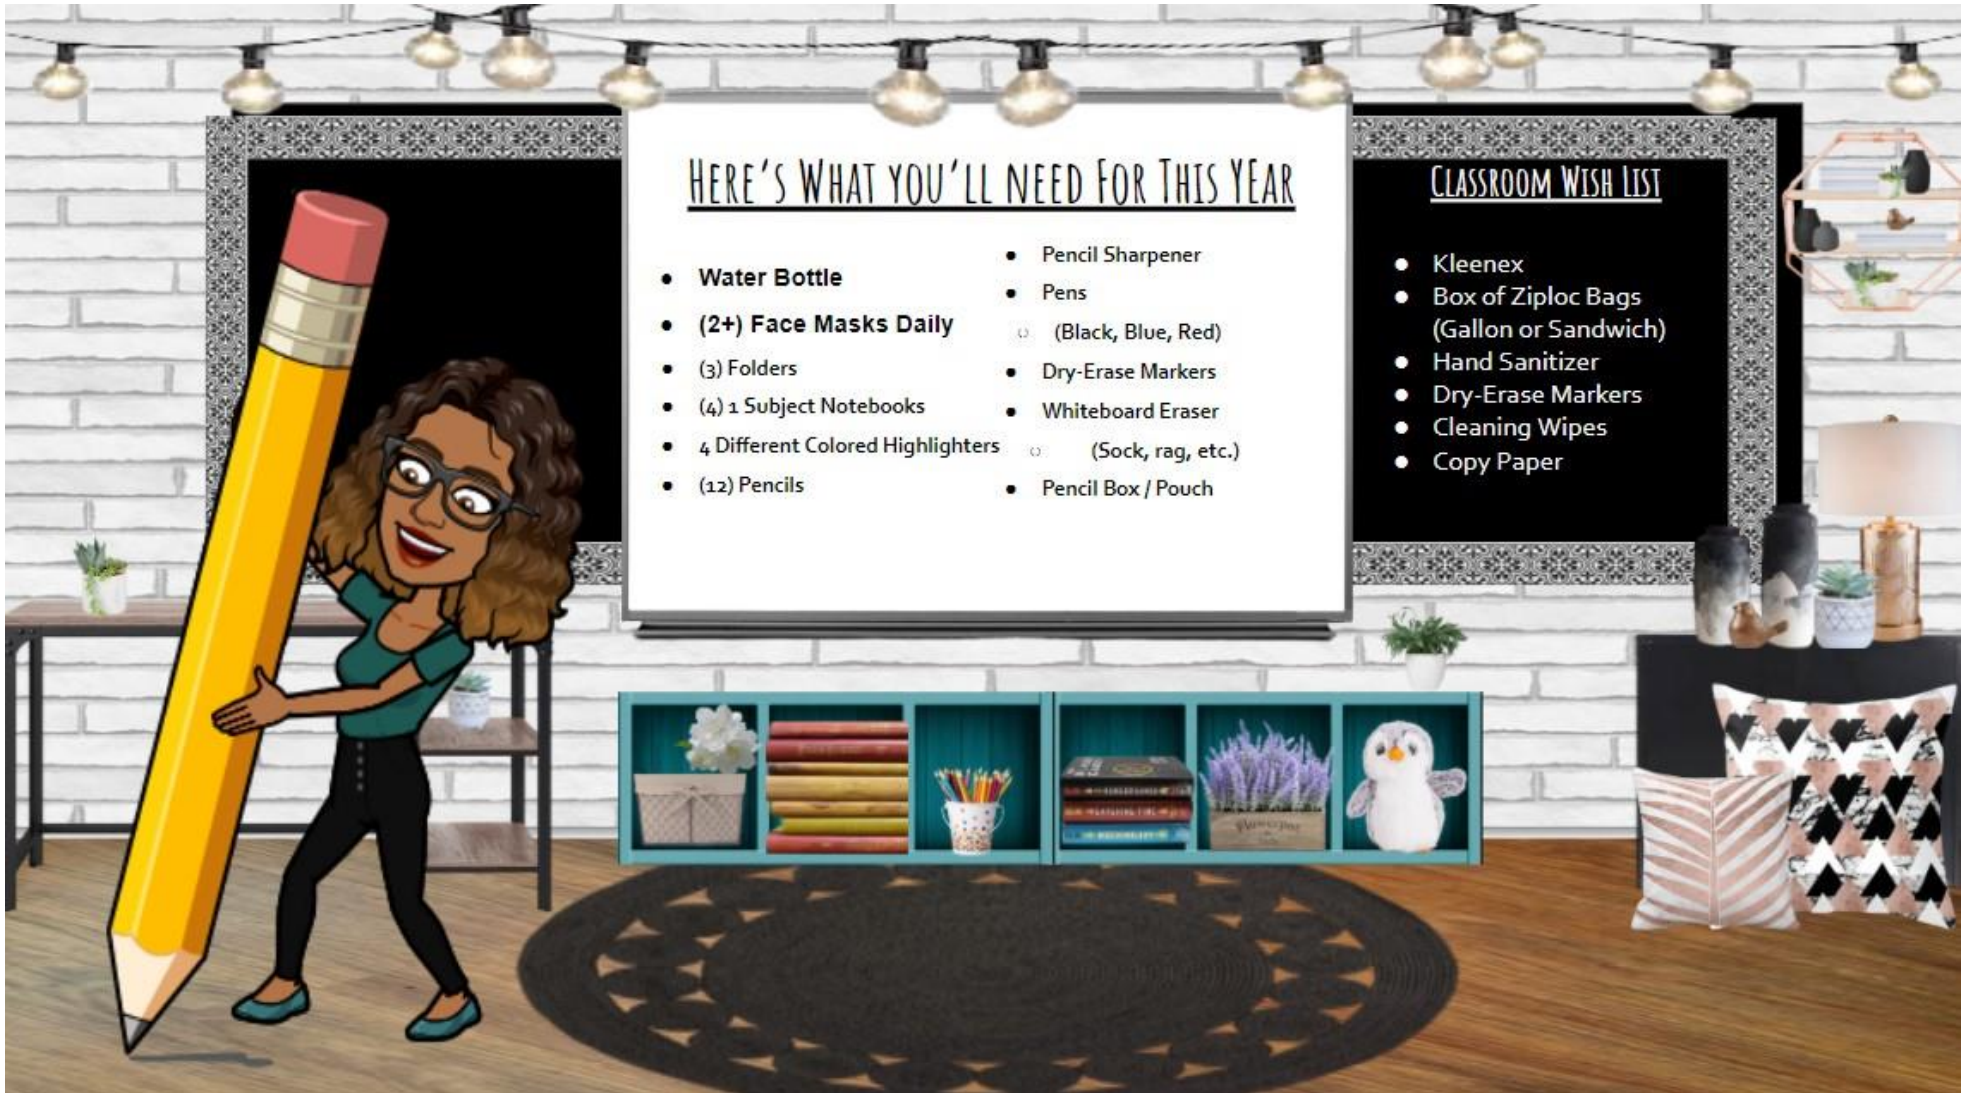 HERE'S WHAT YOU'LL NEED FOR THIS YEAR
● Water Bottle
● (2+) Face Masks Daily
● (3) Folders
● (4) 1 Subject Notebooks
● 4 Different Colored Highlighters
● (12) Pencils
● Pencil Sharpener
● Pens
○ (Black, Blue, Red)
● Dry-Erase Markers
● Whiteboard Eraser
○ (Sock, rag, etc.)
● Pencil Box / Pouch
CLASSROOM WISH LIST
● Kleenex
● Box of Ziploc Bags
(Gallon or Sandwich)
● Hand Sanitizer
● Dry-Erase Markers
● Cleaning Wipes
● Copy Paper